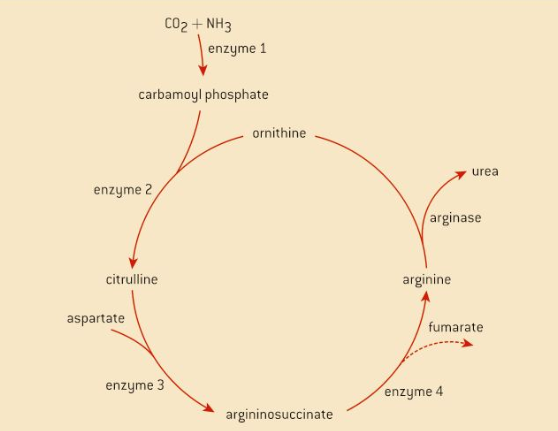 CO₂ + NH₃
enzyme 1
carbamoyl phosphate
ornithine
urea
enzyme 2
arginase
citrulline
arginine
aspartate
fumarate
enzyme 3
enzyme 4
argininosuccinate